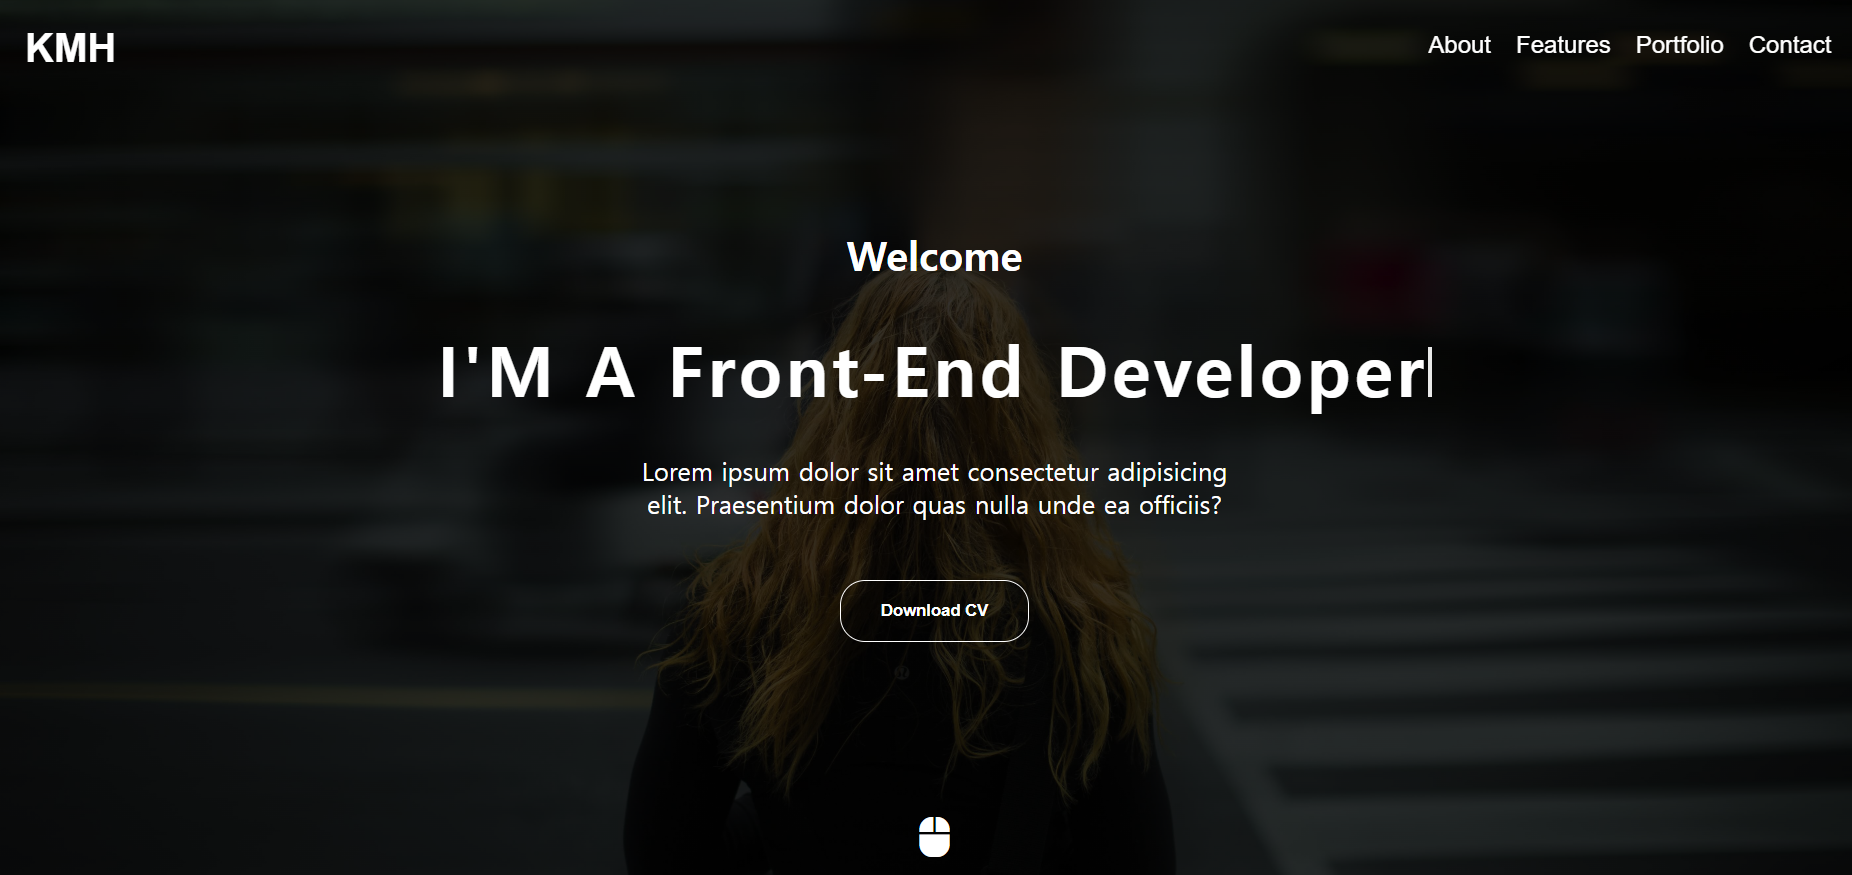 KMH
About Features Portfolio Contact
Welcome
I'M A Front-End Developer|
Lorem ipsum dolor sit amet consectetur adipisicing
elit. Praesentium dolor quas nulla unde ea officiis?
Download CV